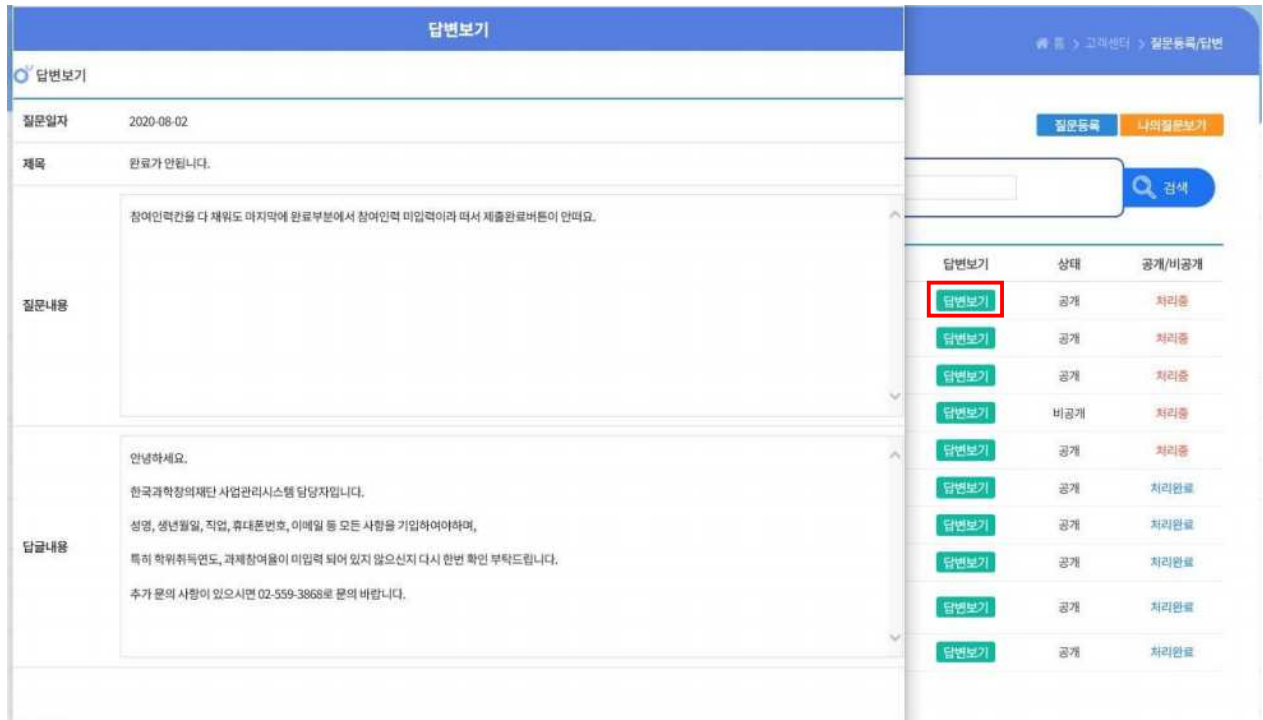 답변보기
홈 > 고객센터 > 질문등록/답변
답변보기
질문일자 2020-08-02
질문등록 나의질문보기
제목 완료가 안됩니다.
검색
질문내용
참여인력칸을 다 채워도 마지막에 완료부분에서 참여인력 미입력이라 떠서 제출완료버튼이 안떠요.
답글내용
안녕하세요.
한국과학창의재단 사업관리시스템 담당자입니다.
성명, 생년월일, 직업, 휴대폰번호, 이메일 등 모든 사항을 기입하여야하며,
특히 학위취득연도, 과제참여율이 미입력 되어 있지 않으신지 다시 한번 확인 부탁드립니다.
추가 문의 사항이 있으시면 02-559-3868로 문의 바랍니다.
답변보기 상태 공개/비공개
답변보기 공개 처리중
답변보기 공개 처리중
답변보기 공개 처리중
답변보기 비공개 처리중
답변보기 공개 처리중
답변보기 공개 처리완료
답변보기 공개 처리완료
답변보기 공개 처리완료
답변보기 공개 처리완료
답변보기 공개 처리완료